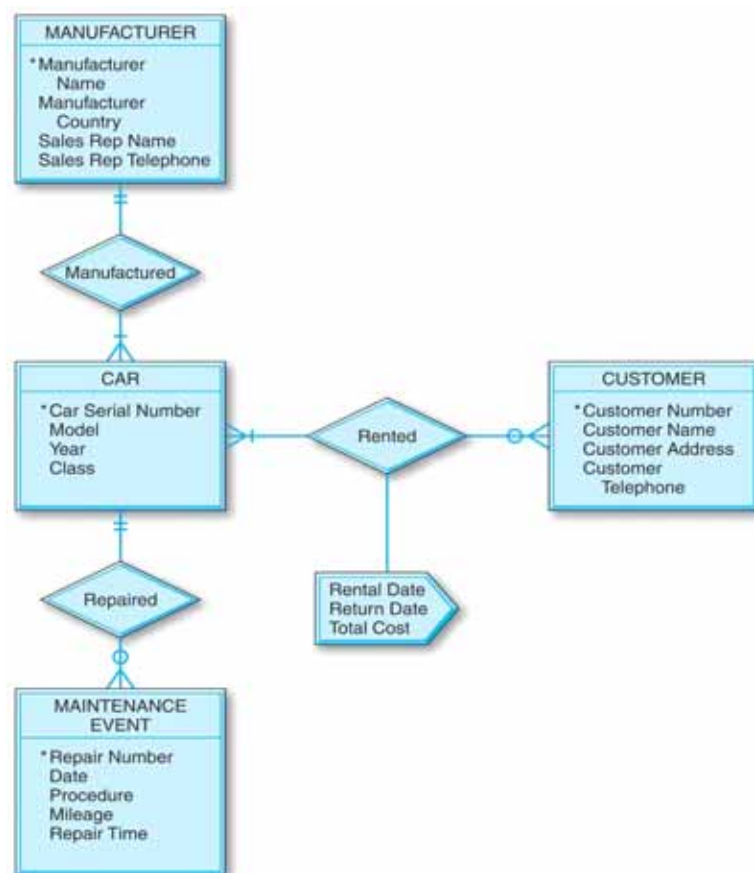 MANUFACTURER
*Manufacturer
Name
Manufacturer
Country
Sales Rep Name
Sales Rep Telephone
Manufactured
CAR
*Car Serial Number
Model
Year
Class
Rented
CUSTOMER
*Customer Number
Customer Name
Customer Address
Customer
Telephone
Rental Date
Return Date
Total Cost
Repaired
MAINTENANCE
EVENT
*Repair Number
Date
Procedure
Mileage
Repair Time